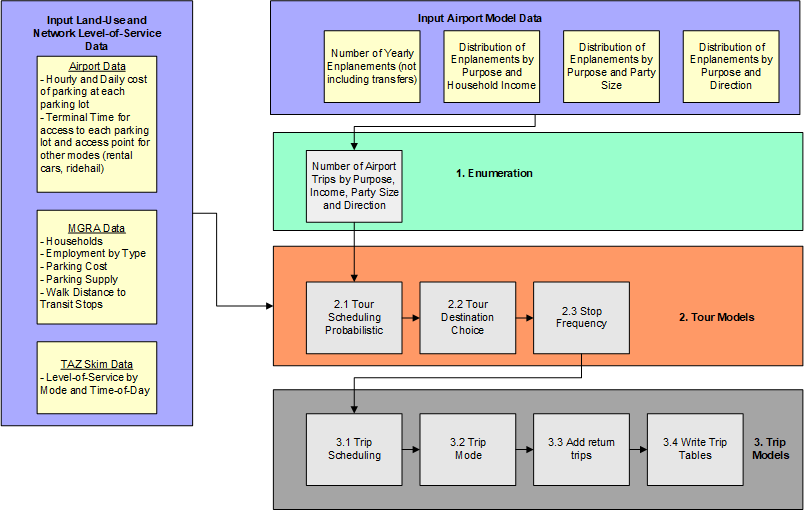 Input Land-Use and
Network Level-of-Service
Data
Airport Data
- Hourly and Daily cost
of parking at each
parking lot
- Terminal Time for
access to each parking
lot and access point for
other modes (rental
cars, ridehail)
MGRA Data
- Households
- Employment by Type
- Parking Cost
- Parking Supply
- Walk Distance to
Transit Stops
TAZ Skim Data
- Level-of-Service by
Mode and Time-of-Day
Input Airport Model Data
Number of Yearly
Enplanements (not
including transfers)
Distribution of
Enplanements by
Purpose and
Household Income
Distribution of
Enplanements by
Purpose and Party
Size
Distribution of
Enplanements by
Purpose and
Direction
Number of Airport
Trips by Purpose,
Income, Party Size
and Direction
1. Enumeration
2.1 Tour
Scheduling
Probabilistic
2.2 Tour
Destination
Choice
2.3 Stop
Frequency
2. Tour Models
3.1 Trip
Scheduling
3.2 Trip
Mode
3.3 Add return
trips
3.4 Write Trip
Tables
3. Trip
Models